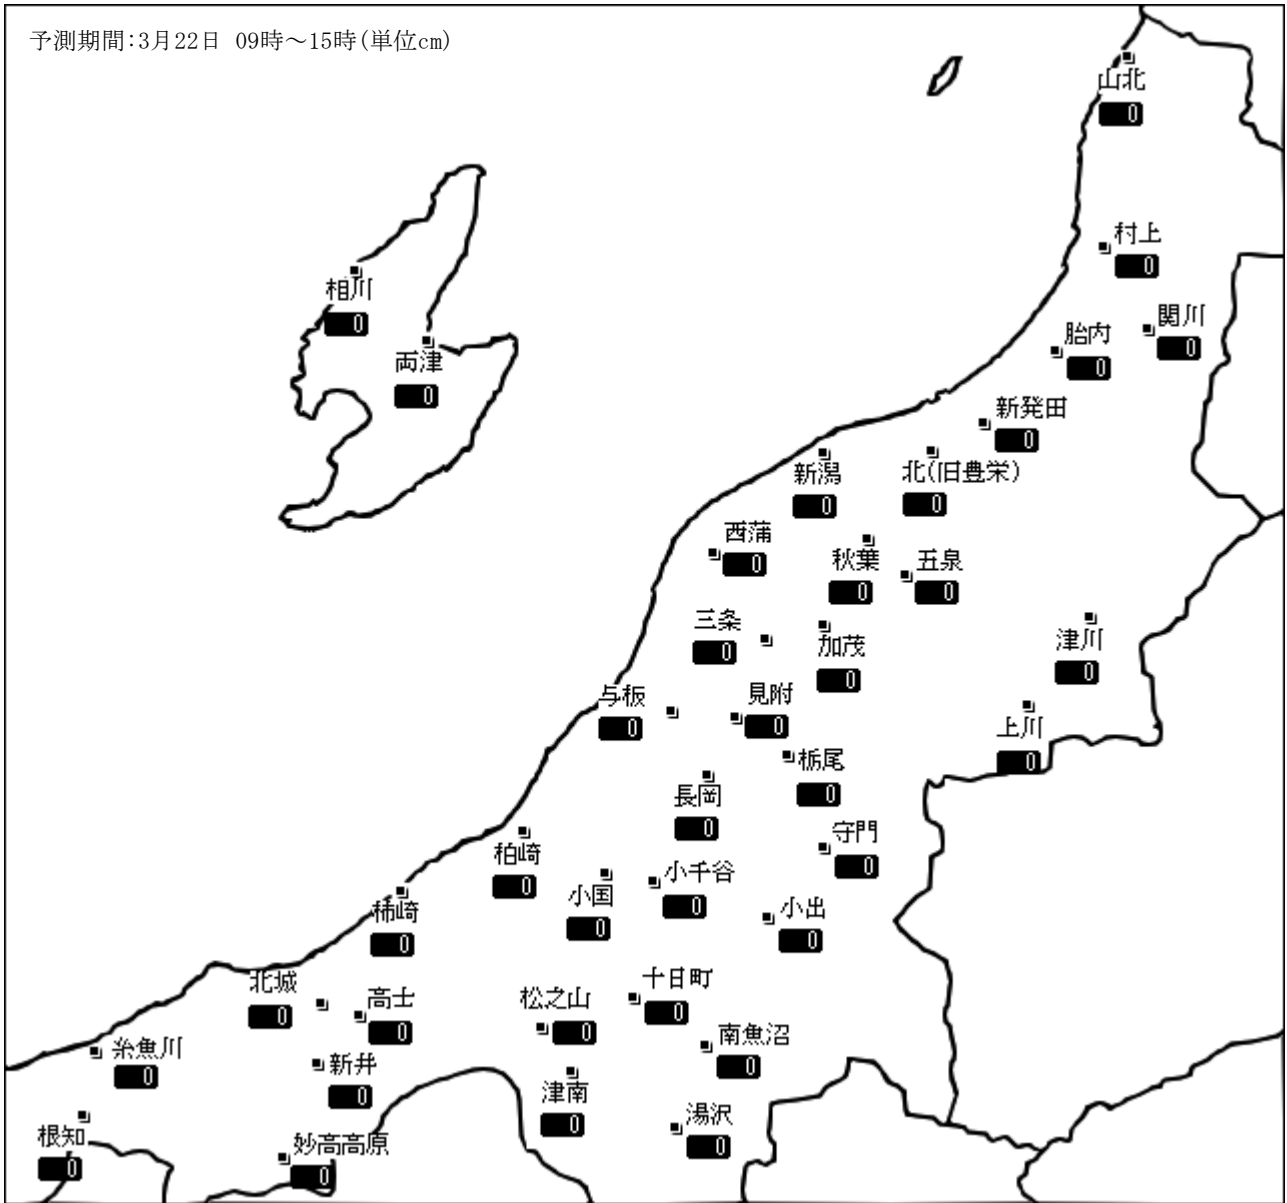 予測期間:3月22日 09時～15時(単位cm)
山北
0
村上
0
相川
0
関川
0
胎内
0
両津
0
新発田
0
新潟
0
北(旧豊栄)
0
西蒲
0
秋葉
0
五泉
0
三条
0
加茂
0
津川
0
与板
0
見附
0
上川
0
栃尾
0
長岡
0
守門
0
柏崎
0
小国
0
小千谷
0
小出
0
柿崎
0
北城
0
高士
0
松之山
0
十日町
0
南魚沼
0
糸魚川
0
新井
0
津南
0
湯沢
0
根知
0
妙高高原
0